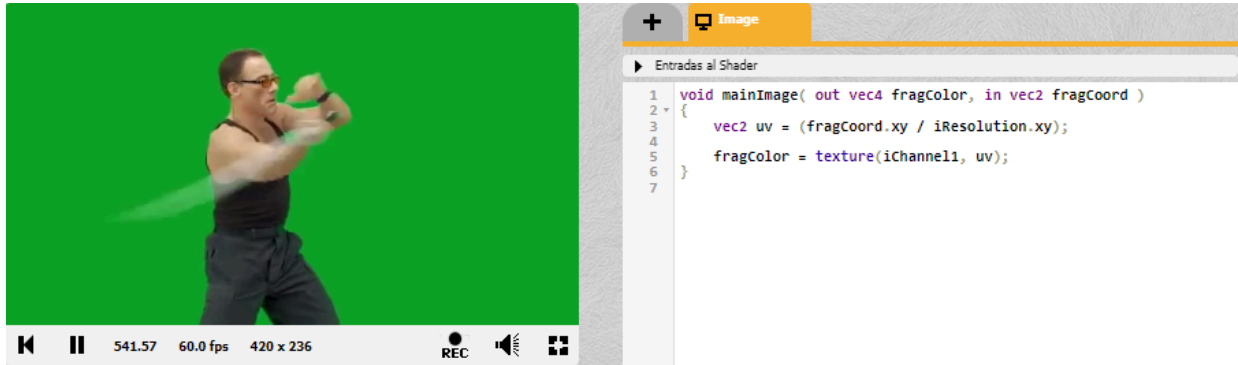 Image
Entradas al Shader
1 void mainImage( out vec4 fragColor, in vec2 fragCoord )
2 {
3 vec2 uv = (fragCoord.xy / iResolution.xy);
4
5 fragColor = texture(iChannel1, uv);
6 }
7
541.57 60.0 fps 420 x 236 REC